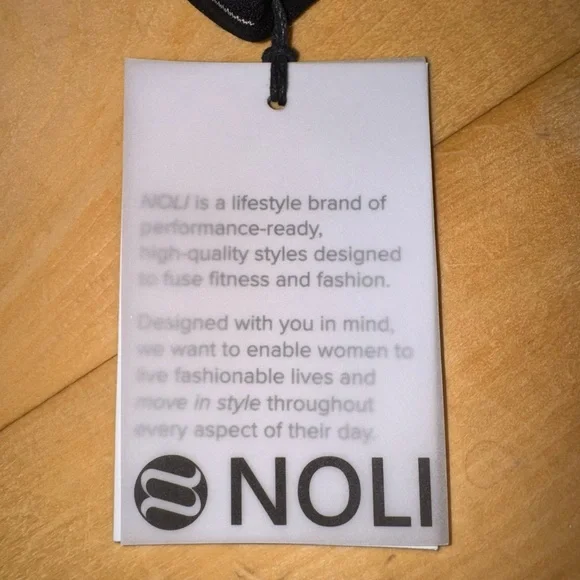 NOLI is a lifestyle brand of
performance-ready,
high-quality styles designed
to fuse fitness and fashion.
Designed with you in mind,
we want to enable women to
live fashionable lives and
move in style throughout
every aspect of their day.
NOLI